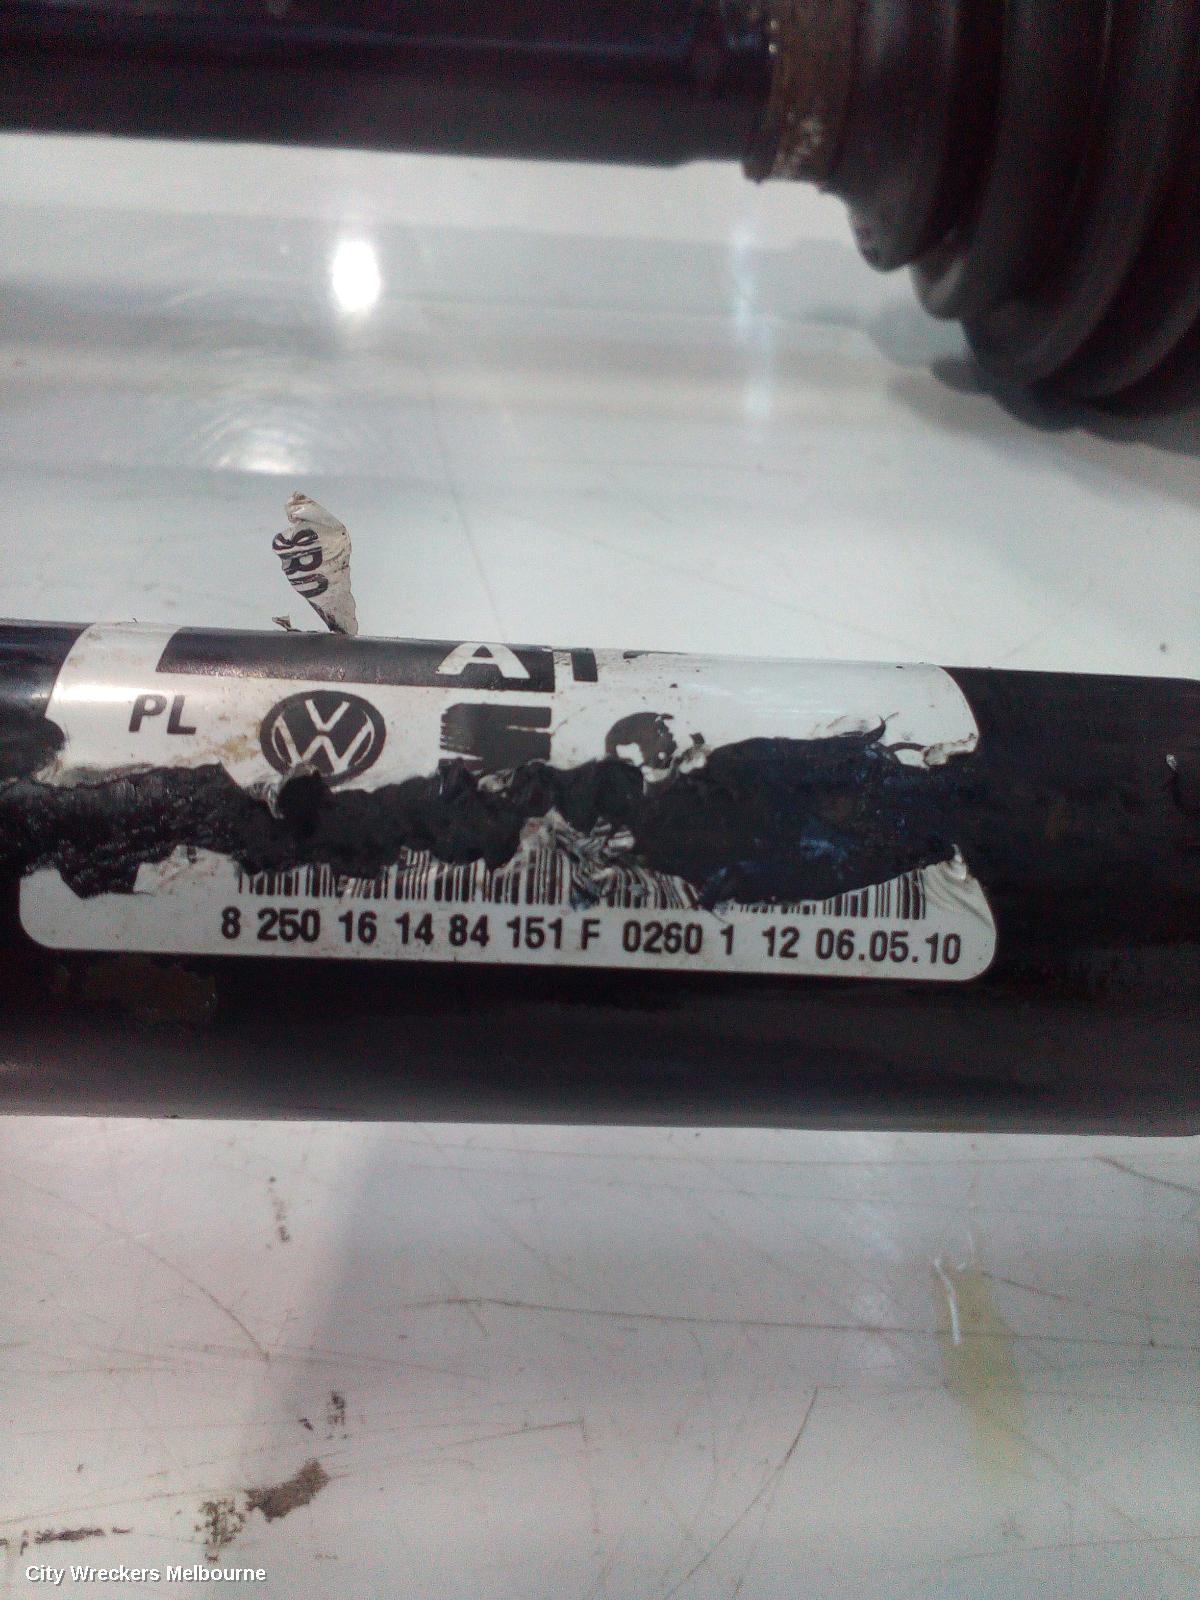 PL
8 250 16 14 84 151 F 0260 1 12 06.05.10
City Wreckers Melbourne